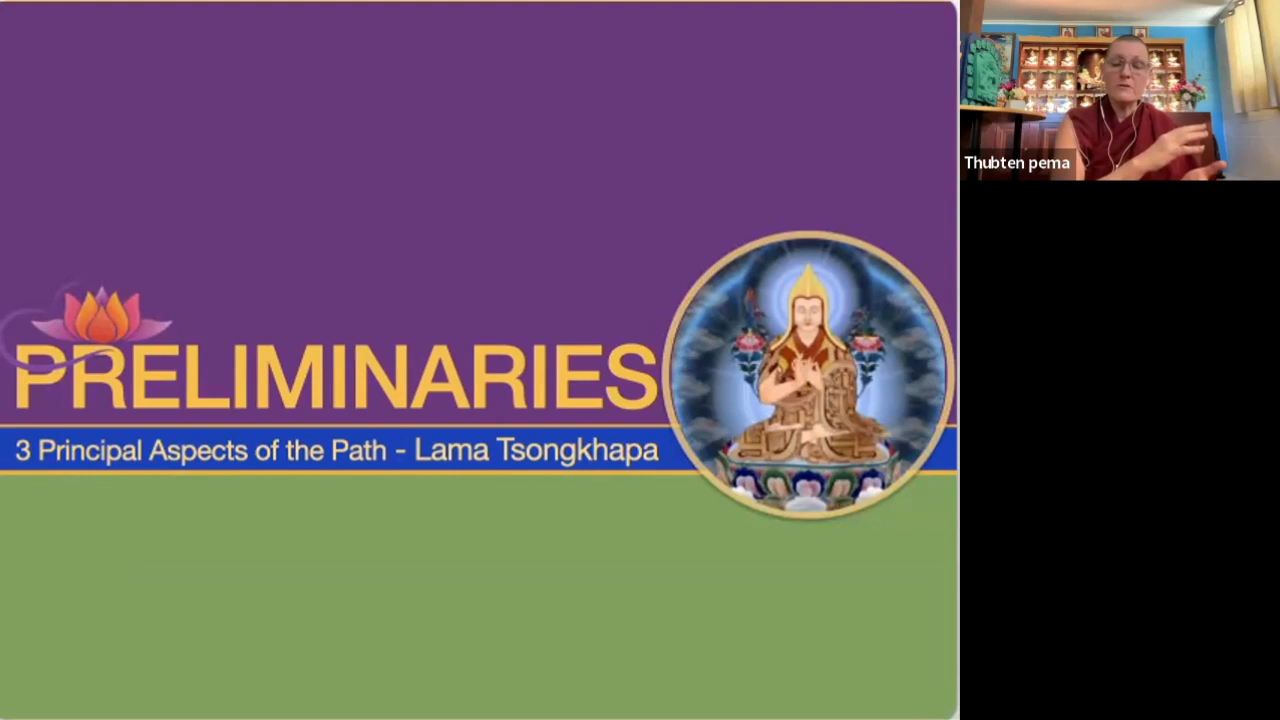 PRELIMINARIES
3 Principal Aspects of the Path - Lama Tsongkhapa
Thubten pema